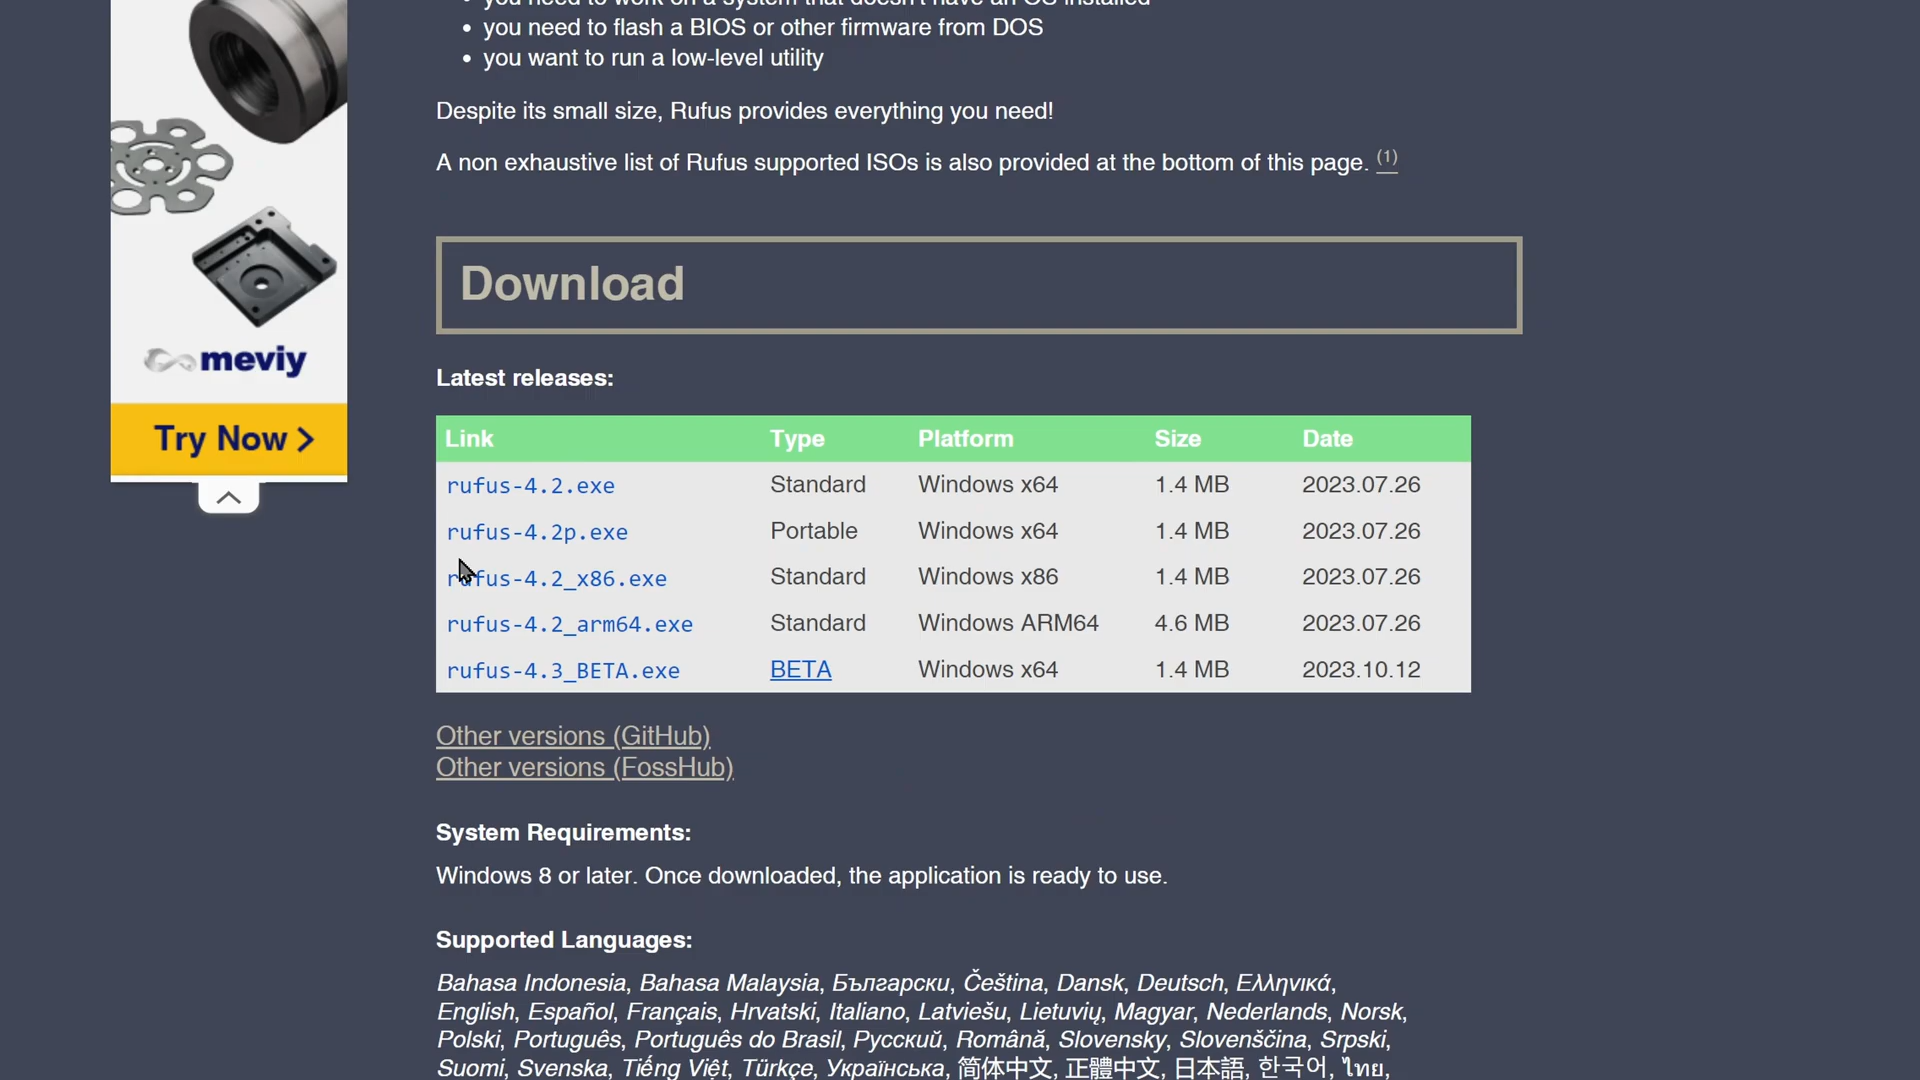 you need to work on a system that doesn't have an OS installed
• you need to flash a BIOS or other firmware from DOS
• you want to run a low-level utility
Despite its small size, Rufus provides everything you need!
A non exhaustive list of Rufus supported ISOs is also provided at the bottom of this page. (1)
meviy
Try Now >
Download
Latest releases:
Link Type Platform Size Date
rufus-4.2.exe Standard Windows x64 1.4 MB 2023.07.26
rufus-4.2p.exe Portable Windows x64 1.4 MB 2023.07.26
rufus-4.2_x86.exe Standard Windows x86 1.4 MB 2023.07.26
rufus-4.2_arm64.exe Standard Windows ARM64 4.6 MB 2023.07.26
rufus-4.3_BETA.exe BETA Windows x64 1.4 MB 2023.10.12
Other versions (GitHub)
Other versions (FossHub)
System Requirements:
Windows 8 or later. Once downloaded, the application is ready to use.
Supported Languages:
Bahasa Indonesia, Bahasa Malaysia, Български, Čeština, Dansk, Deutsch, Ελληνικά,
English, Español, Français, Hrvatski, Italiano, Latviešu, Lietuvių, Magyar, Nederlands, Norsk,
Polski, Português, Português do Brasil, Русский, Română, Slovensky, Slovenščina, Srpski,
Suomi, Svenska, Tiếng Việt, Türkçe, Українська, 简体中文, 正體中文, 日本語, 한국어, ไทย,